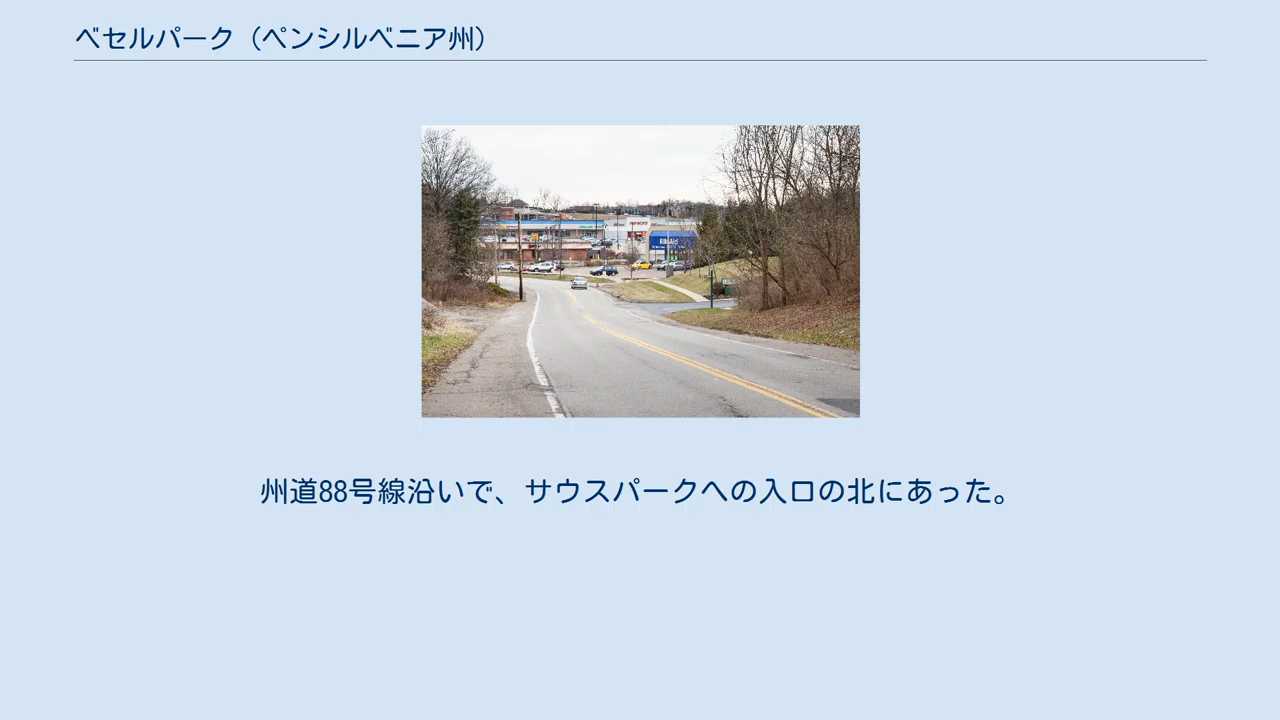 ベセルパーク（ペンシルベニア州）
州道88号線沿いで、サウスパークへの入口の北にあった。